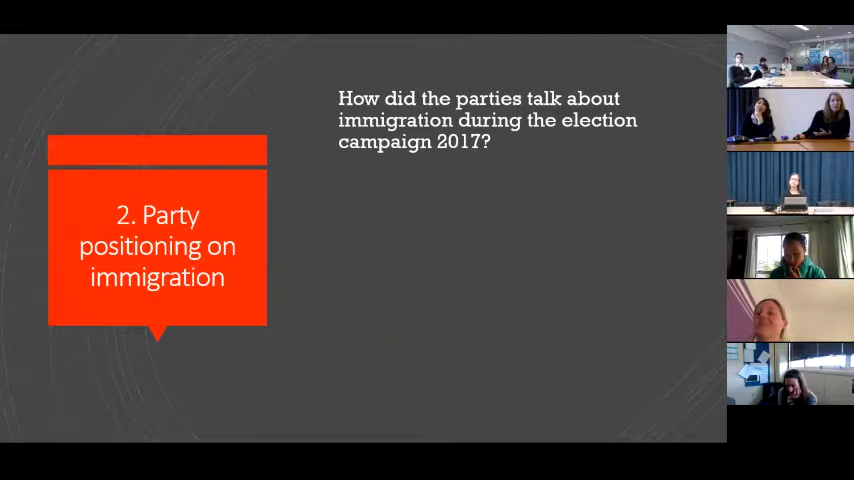 How did the parties talk about
immigration during the election
campaign 2017?
2. Party
positioning on
immigration